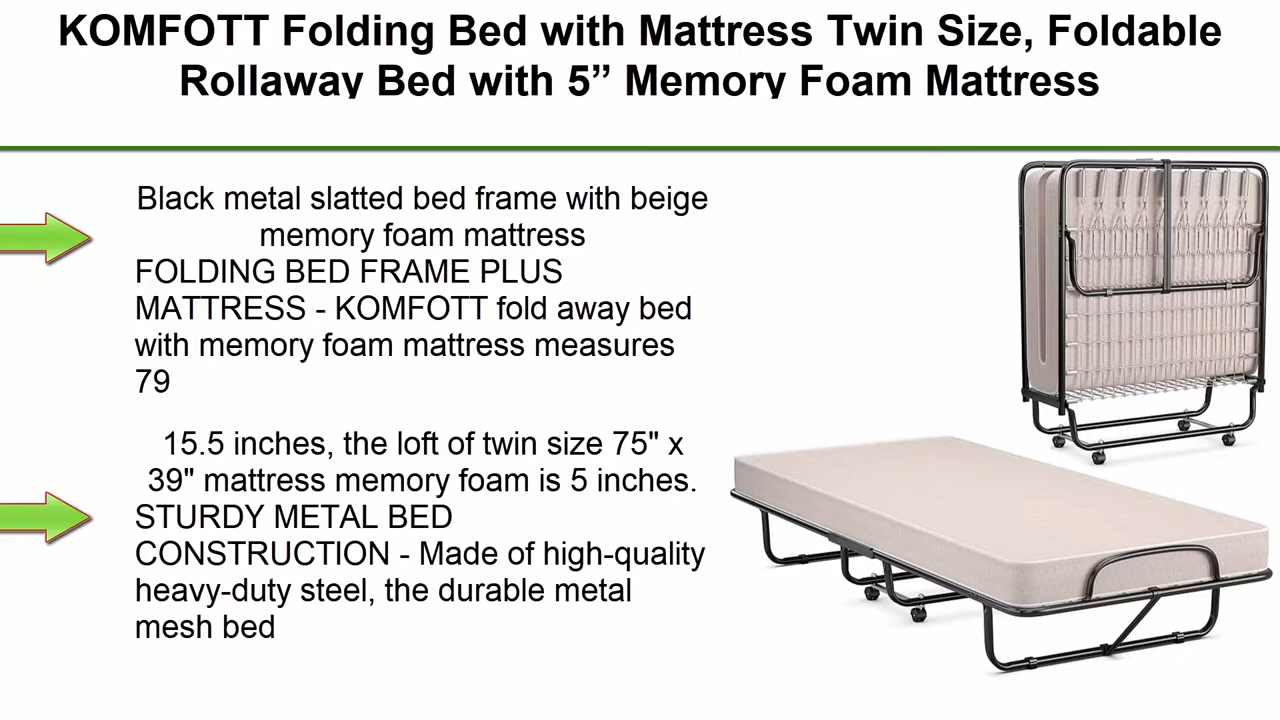 KOMFOTT Folding Bed with Mattress Twin Size, Foldable
Rollaway Bed with 5” Memory Foam Mattress
Black metal slatted bed frame with beige
memory foam mattress
FOLDING BED FRAME PLUS
MATTRESS - KOMFOTT fold away bed
with memory foam mattress measures
79
15.5 inches, the loft of twin size 75" x
39" mattress memory foam is 5 inches.
STURDY METAL BED
CONSTRUCTION - Made of high-quality
heavy-duty steel, the durable metal
mesh bed